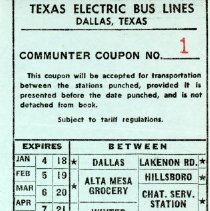 TEXAS ELECTRIC BUS LINES
DALLAS, TEXAS
COMMUNTER COUPON NO. 1
This coupon will be accepted for transportation
between the stations punched, provided it is
presented before the date punched, and is
not detached from book.
Subject to tariff regulations.
EXPIRES BETWEEN
JAN 4 18 ★ DALLAS LAKENON RD. ★
FEB 5 19 ALTA MESA GROCERY HILLSBORO
MAR 6 20 ★ CHAT. SERV. STATION ★
APR 7 21